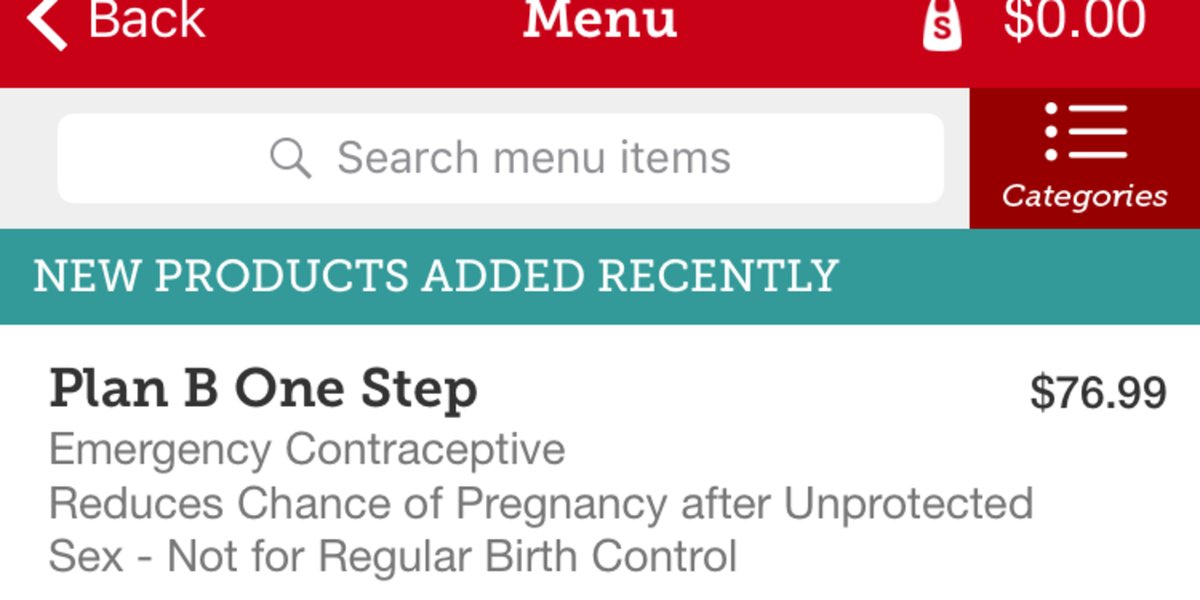 Back
Menu
S
$0.00
Search menu items
Categories
NEW PRODUCTS ADDED RECENTLY
Plan B One Step
$76.99
Emergency Contraceptive
Reduces Chance of Pregnancy after Unprotected
Sex - Not for Regular Birth Control